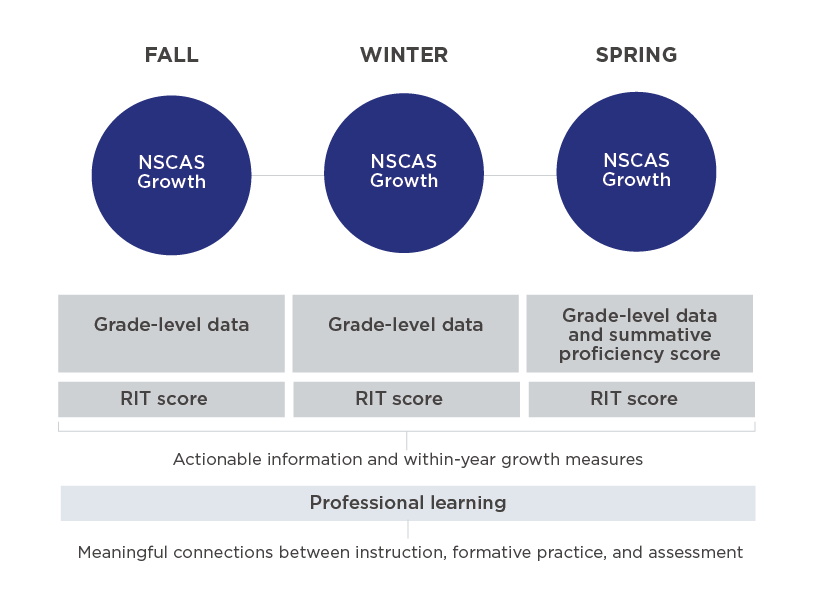 FALL
WINTER
SPRING
NSCAS
Growth
NSCAS
Growth
NSCAS
Growth
Grade-level data
Grade-level data
Grade-level data
and summative
proficiency score
RIT score
RIT score
RIT score
Actionable information and within-year growth measures
Professional learning
Meaningful connections between instruction, formative practice, and assessment